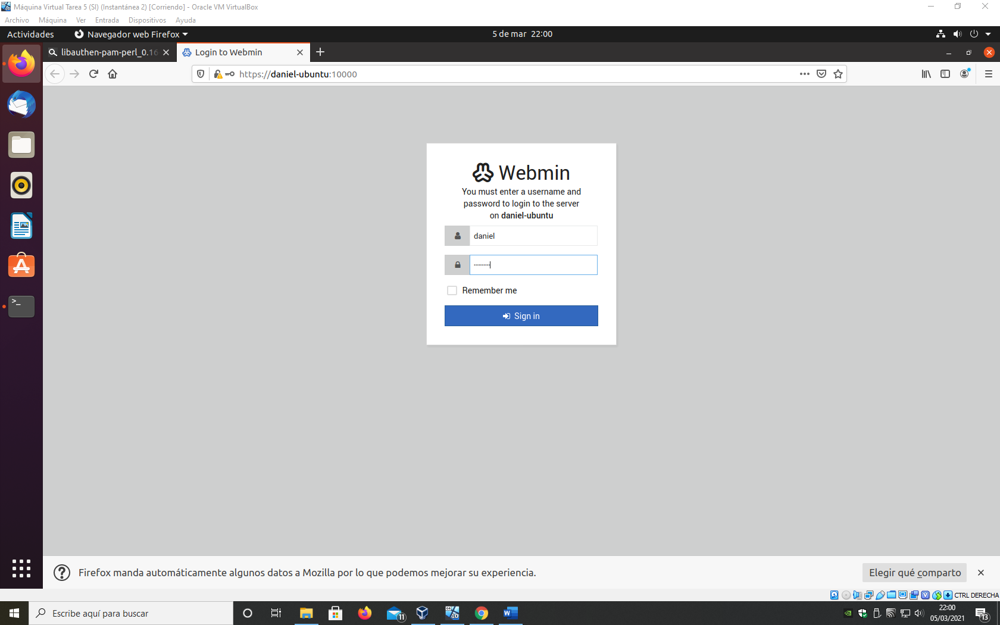 Máquina Virtual Tarea 5 (SI) (Instantánea 2) [Corriendo] - Oracle VM VirtualBox
Archivo Máquina Ver Entrada Dispositivos Ayuda
Actividades Navegador web Firefox 5 de mar 22:00
libauthen-pam-perl_0.16 Login to Webmin
https://daniel-ubuntu:10000
Webmin
You must enter a username and
password to login to the server
on daniel-ubuntu
daniel
Remember me
Sign in
Firefox manda automáticamente algunos datos a Mozilla por lo que podemos mejorar su experiencia. Elegir qué comparto
CTRL DERECHA
Escribe aquí para buscar
11
22:00
05/03/2021
13